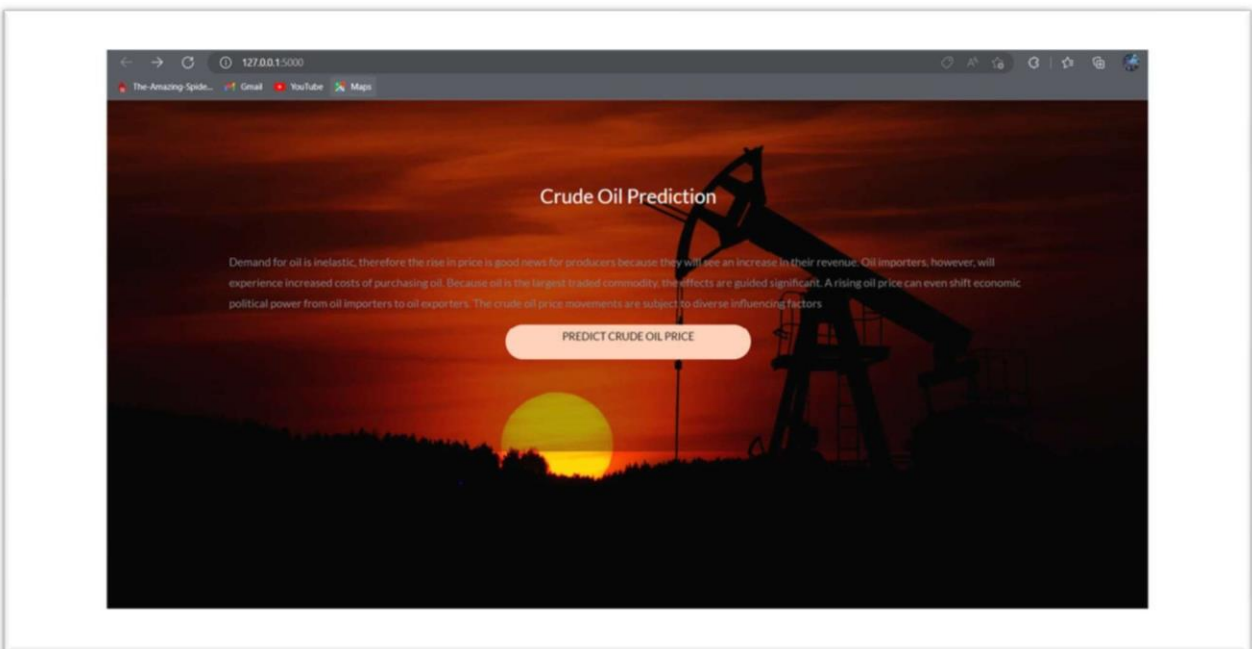 127.0.0.1:5000
The-Amazing-Spide... Gmail YouTube Maps
Crude Oil Prediction
Demand for oil is inelastic, therefore the rise in price is good news for producers because they will see an increase in their revenue. Oil importers, however, will
experience increased costs of purchasing oil. Because oil is the largest traded commodity, the effects are guided significant. A rising oil price can even shift economic
political power from oil importers to oil exporters. The crude oil price movements are subject to diverse influencing factors
PREDICT CRUDE OIL PRICE